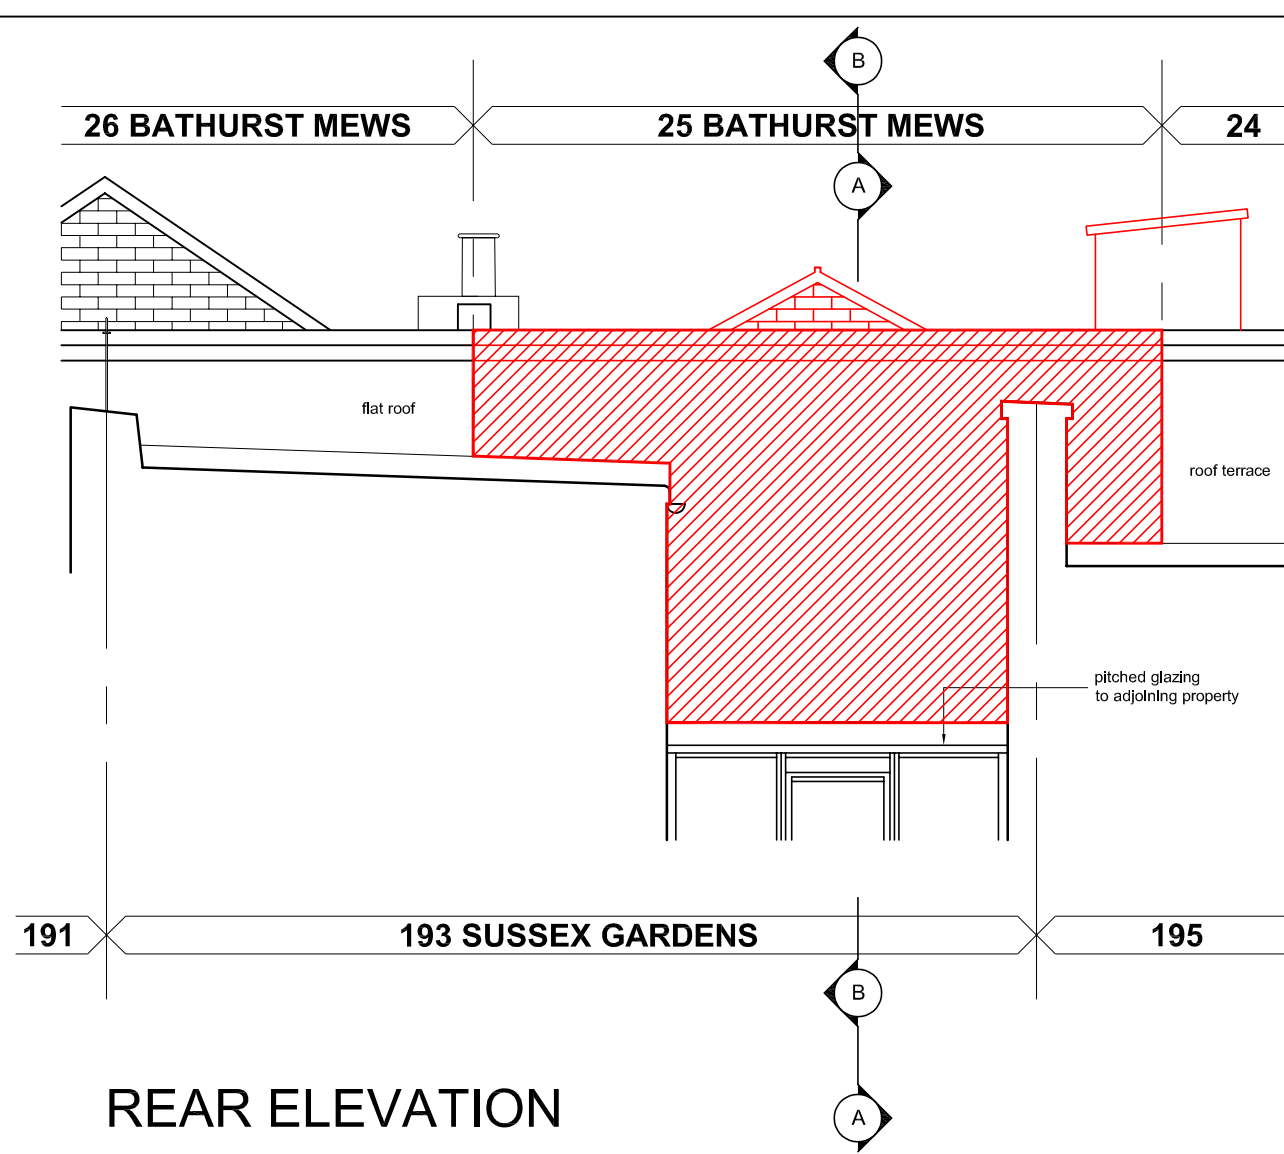 B
26 BATHURST MEWS
25 BATHURST MEWS
24
A
flat roof
roof terrace
pitched glazing
to adjoining property
191
193 SUSSEX GARDENS
195
B
REAR ELEVATION
A